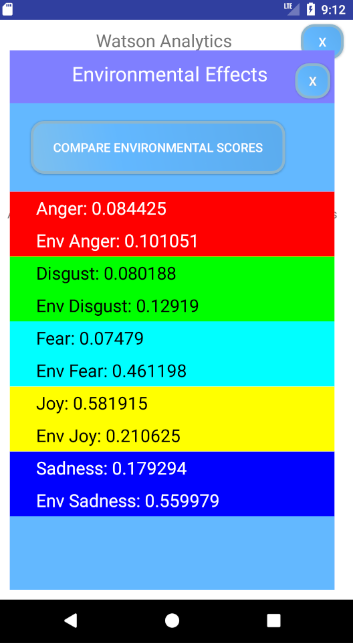 LTE 9:12
Watson Analytics
x
Environmental Effects
x
COMPARE ENVIRONMENTAL SCORES
Anger: 0.084425
Env Anger: 0.101051
Disgust: 0.080188
Env Disgust: 0.12919
Fear: 0.07479
Env Fear: 0.461198
Joy: 0.581915
Env Joy: 0.210625
Sadness: 0.179294
Env Sadness: 0.559979